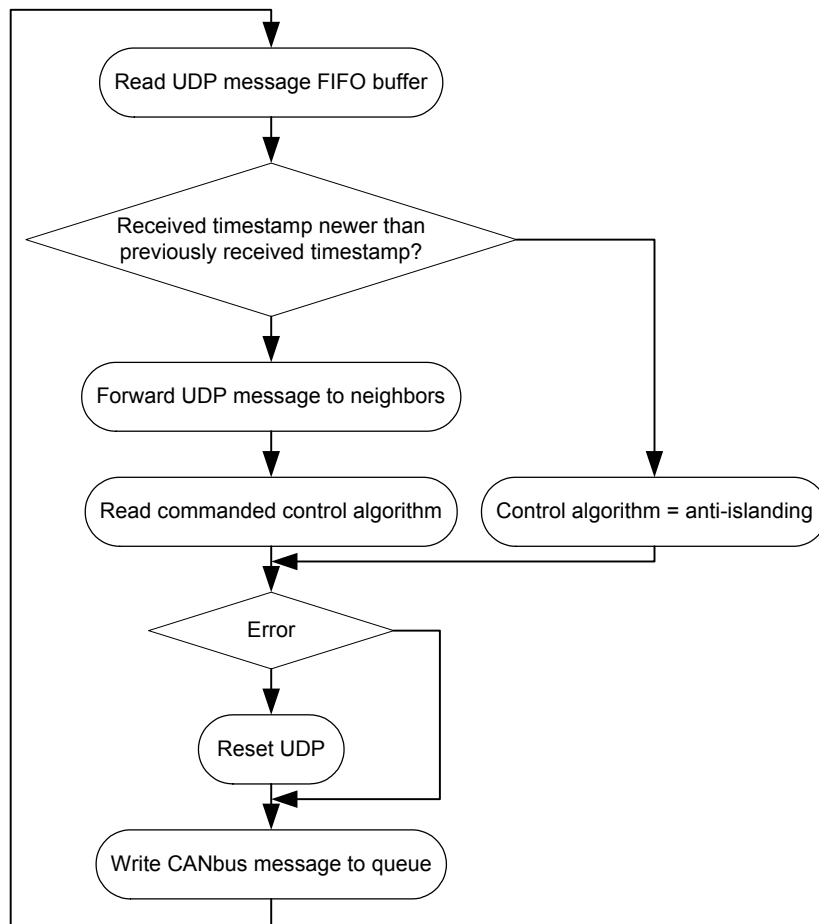 Read UDP message FIFO buffer
Received timestamp newer than
previously received timestamp?
Forward UDP message to neighbors
Read commanded control algorithm
Control algorithm = anti-islanding
Error
Reset UDP
Write CANbus message to queue